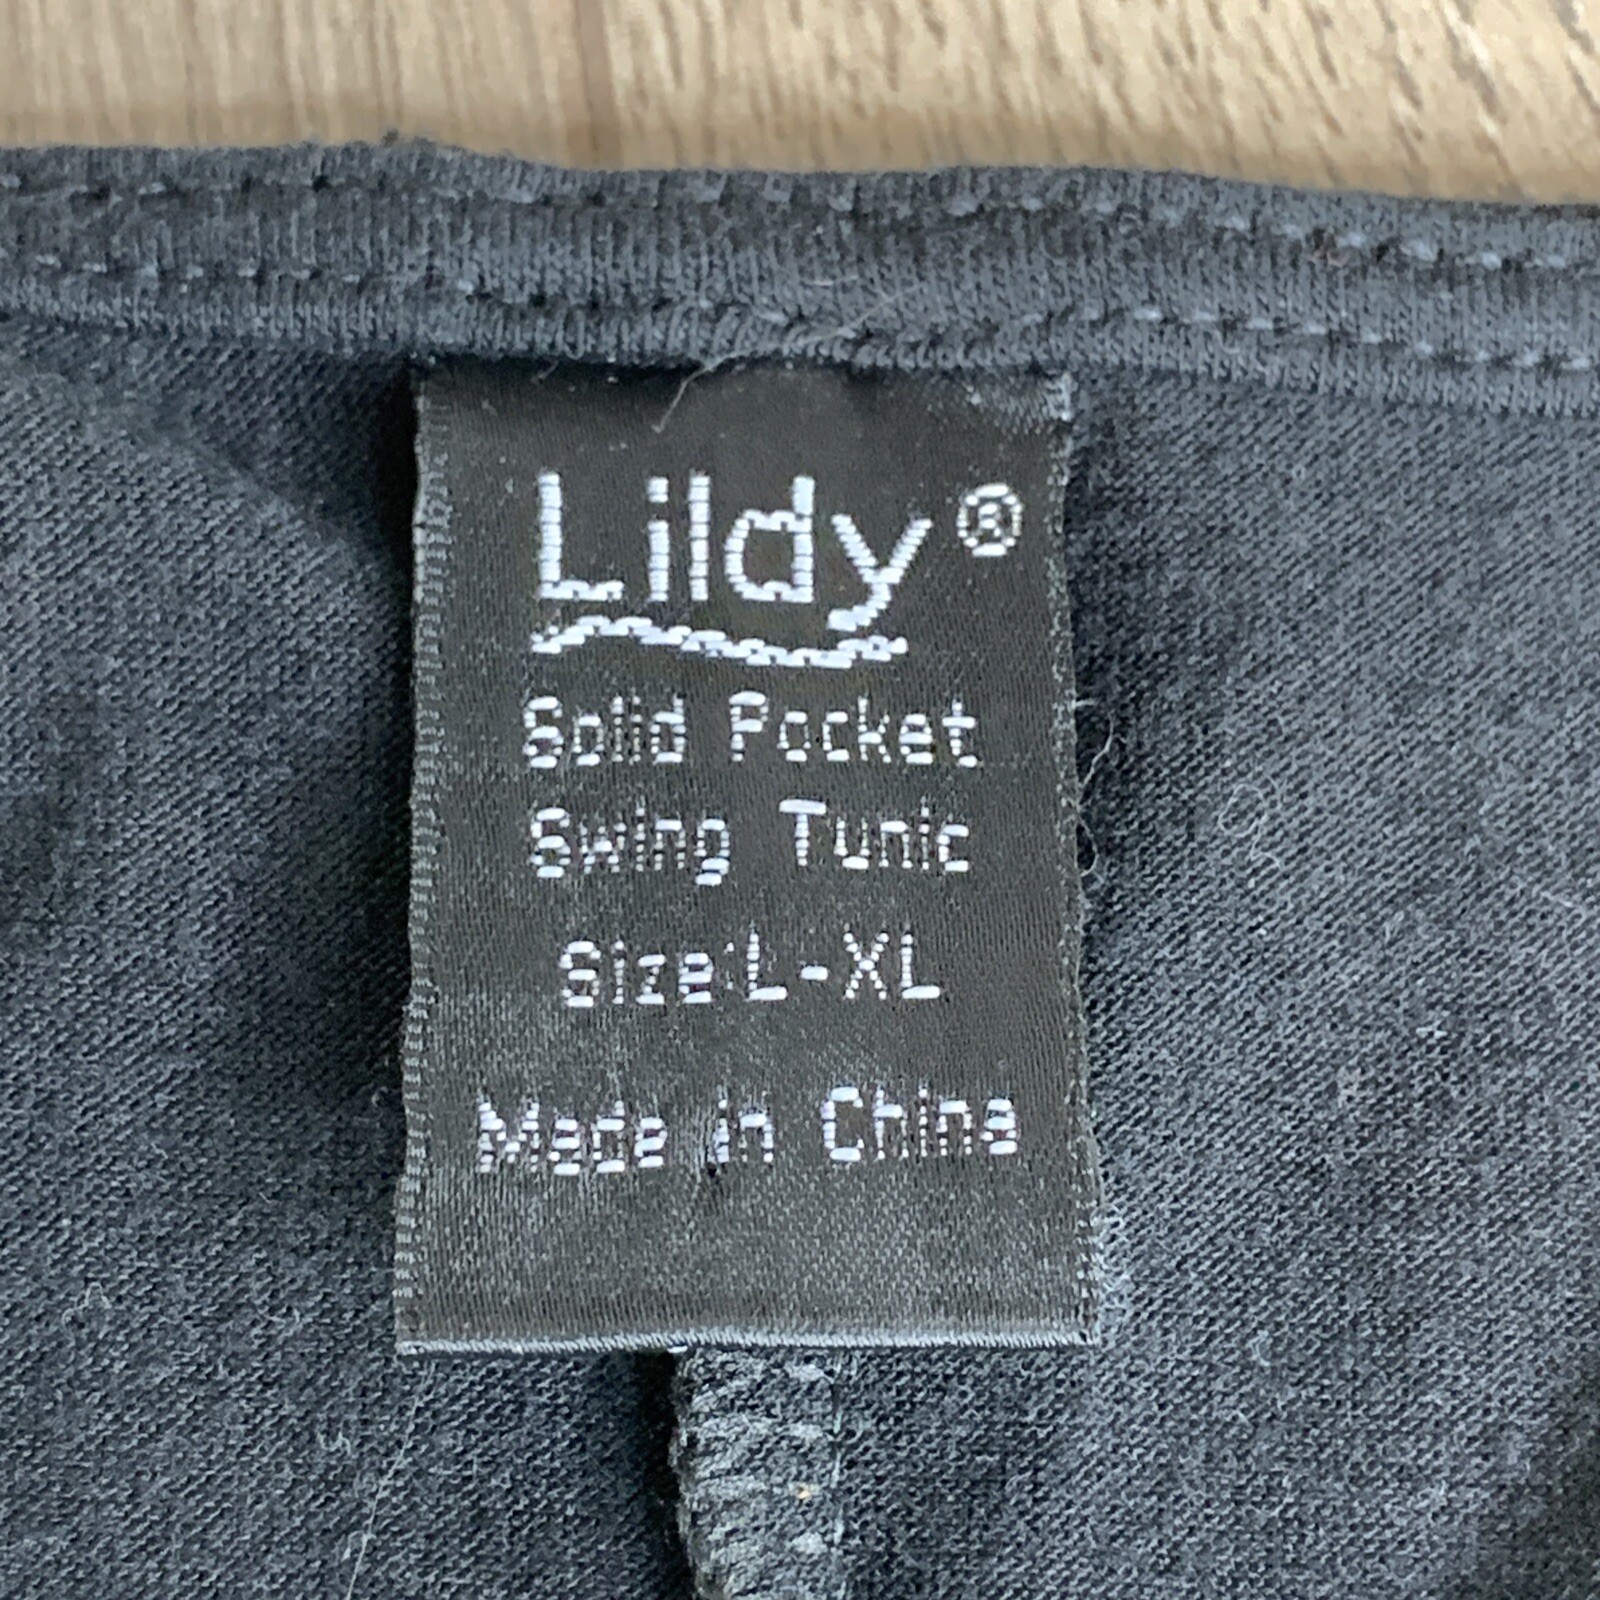 Lildy®
Solid Pocket
Swing Tunic
Size:L-XL
Made in China